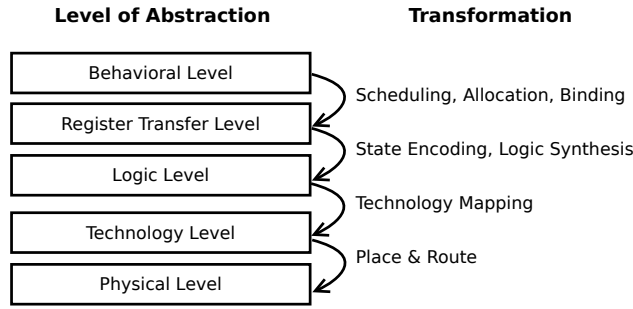 Level of Abstraction
Transformation
Behavioral Level
Scheduling, Allocation, Binding
Register Transfer Level
State Encoding, Logic Synthesis
Logic Level
Technology Mapping
Technology Level
Place & Route
Physical Level